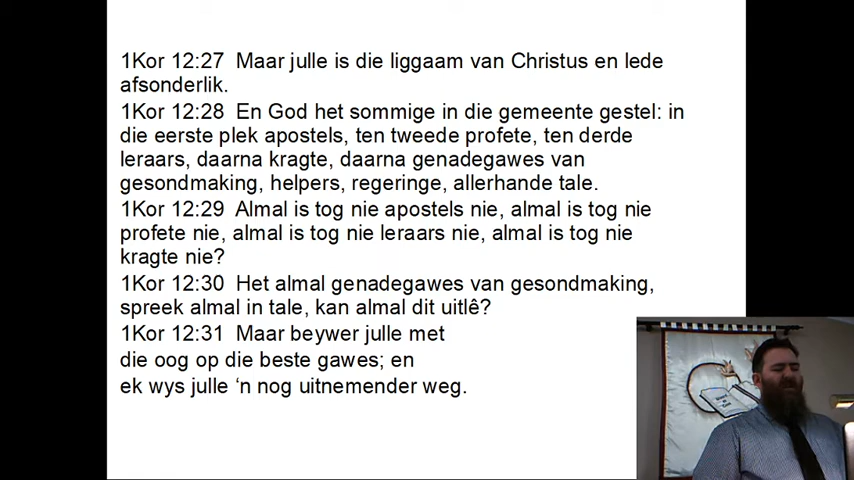 1Kor 12:27 Maar julle is die liggaam van Christus en lede
afsonderlik.
1Kor 12:28 En God het sommige in die gemeente gestel: in
die eerste plek apostels, ten tweede profete, ten derde
leraars, daarna kragte, daarna genadegawes van
gesondmaking, helpers, regeringe, allerhande tale.
1Kor 12:29 Almal is tog nie apostels nie, almal is tog nie
profete nie, almal is tog nie leraars nie, almal is tog nie
kragte nie?
1Kor 12:30 Het almal genadegawes van gesondmaking,
spreek almal in tale, kan almal dit uitlê?
1Kor 12:31 Maar beywer julle met
die oog op die beste gawes; en
ek wys julle ‘n nog uitnemender weg.